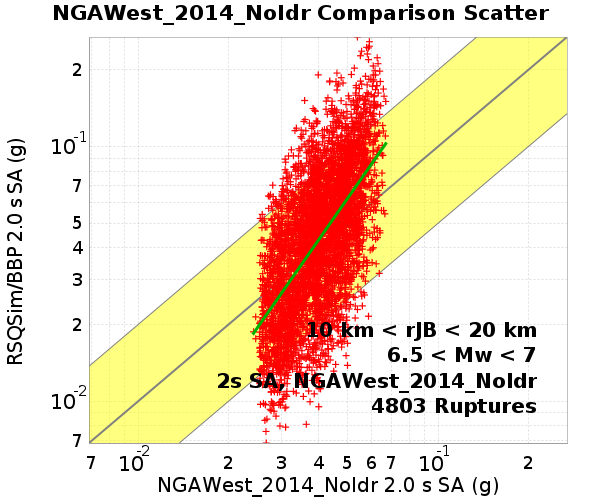 NGAWest_2014_NoIdr Comparison Scatter
RSQSim/BBP 2.0 s SA (g)
2
10-1
7
5
4
3
2
10-2
7
10 km < rJB < 20 km
6.5 < Mw < 7
2s SA, NGAWest_2014_NoIdr
4803 Ruptures
7 10-2 2 3 4 5 6 7 10-1 2
NGAWest_2014_NoIdr 2.0 s SA (g)